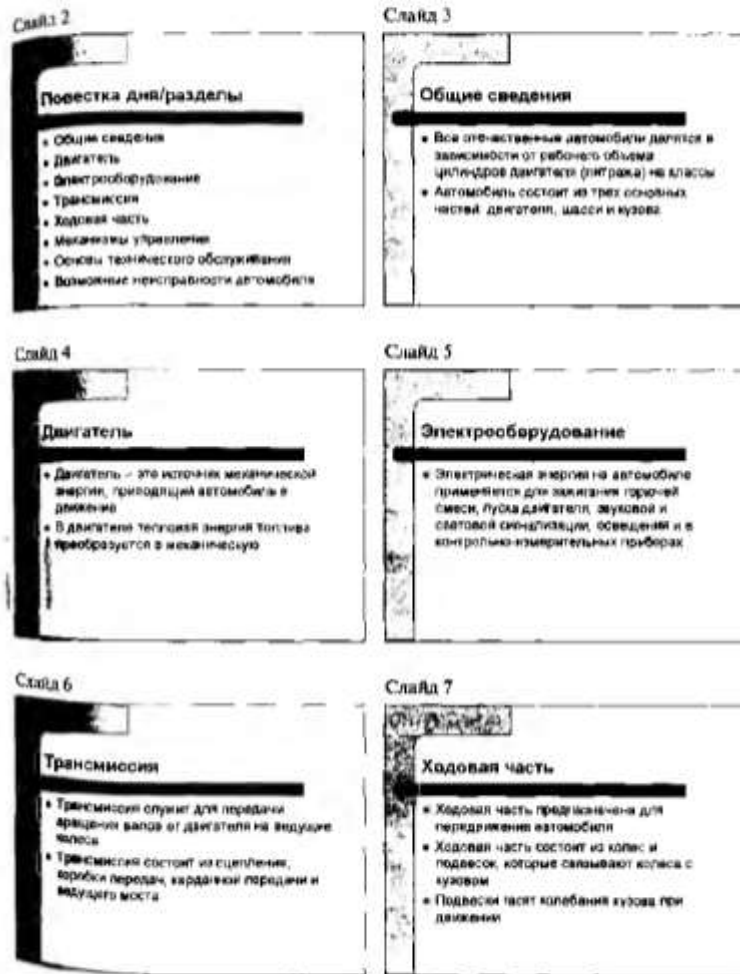 Слайд 2
Повестка дня/разделы
Общие сведения
Двигатель
Электрооборудование
Трансмиссия
Ходовая часть
Механизмы управления
Основы технического обслуживания
Возможные неисправности автомобиля
Слайд 3
Общие сведения
Все отечественные автомобили делятся в
зависимости от рабочего объема
цилиндров двигателя (литража) на классы
Автомобиль состоит из трех основных
частей: двигателя, шасси и кузова
Слайд 4
Двигатель
Двигатель – это источник механической
энергии, приводящий автомобиль в
движение
В двигателе тепловая энергия топлива
преобразуется в механическую
Слайд 5
Электрооборудование
Электрическая энергия на автомобиле
применяется для зажигания горючей
смеси, пуска двигателя, звуковой и
световой сигнализации, освещения и в
контрольно-измерительных приборах
Слайд 6
Трансмиссия
Трансмиссия служит для передачи
вращения валов от двигателя на ведущие
колеса
Трансмиссия состоит из сцепления,
коробки передач, карданной передачи и
ведущего моста
Слайд 7
Ходовая часть
Ходовая часть предназначена для
передвижения автомобиля
Ходовая часть состоит из колес и
подвесок, которые связывают колеса с
кузовом
Подвески гасят колебания кузова при
движении